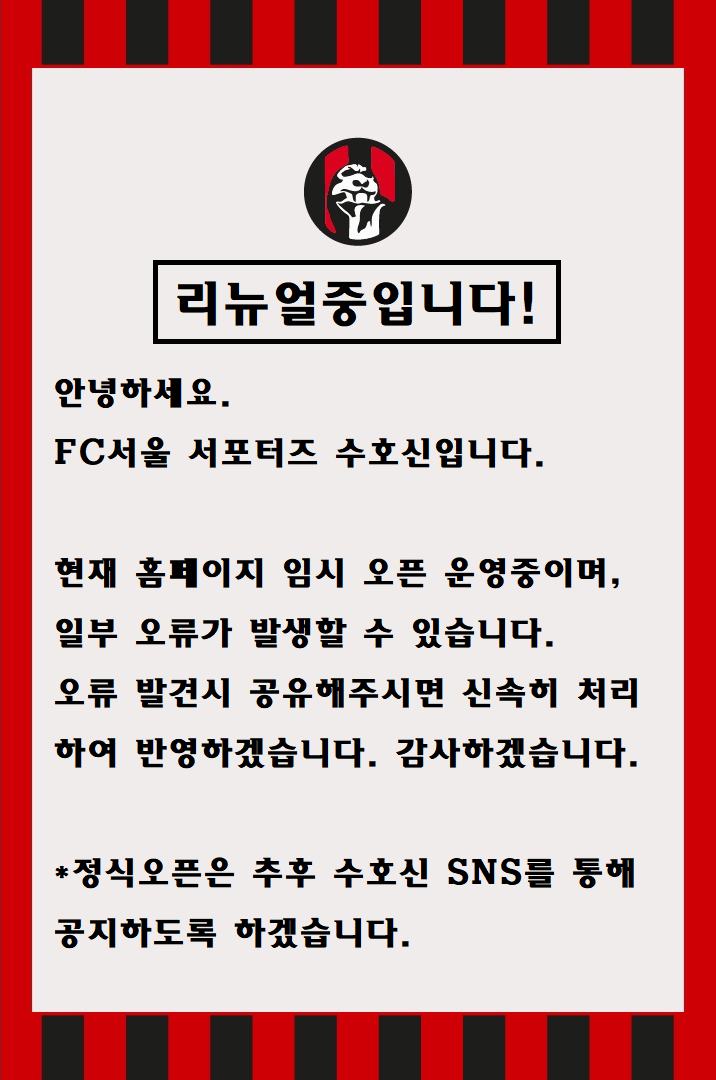 리뉴얼중입니다!
안녕하세요.
FC서울 서포터즈 수호신입니다.
현재 홈페이지 임시 오픈 운영중이며,
일부 오류가 발생할 수 있습니다.
오류 발견시 공유해주시면 신속히 처리
하여 반영하겠습니다. 감사하겠습니다.
*정식오픈은 추후 수호신 SNS를 통해
공지하도록 하겠습니다.